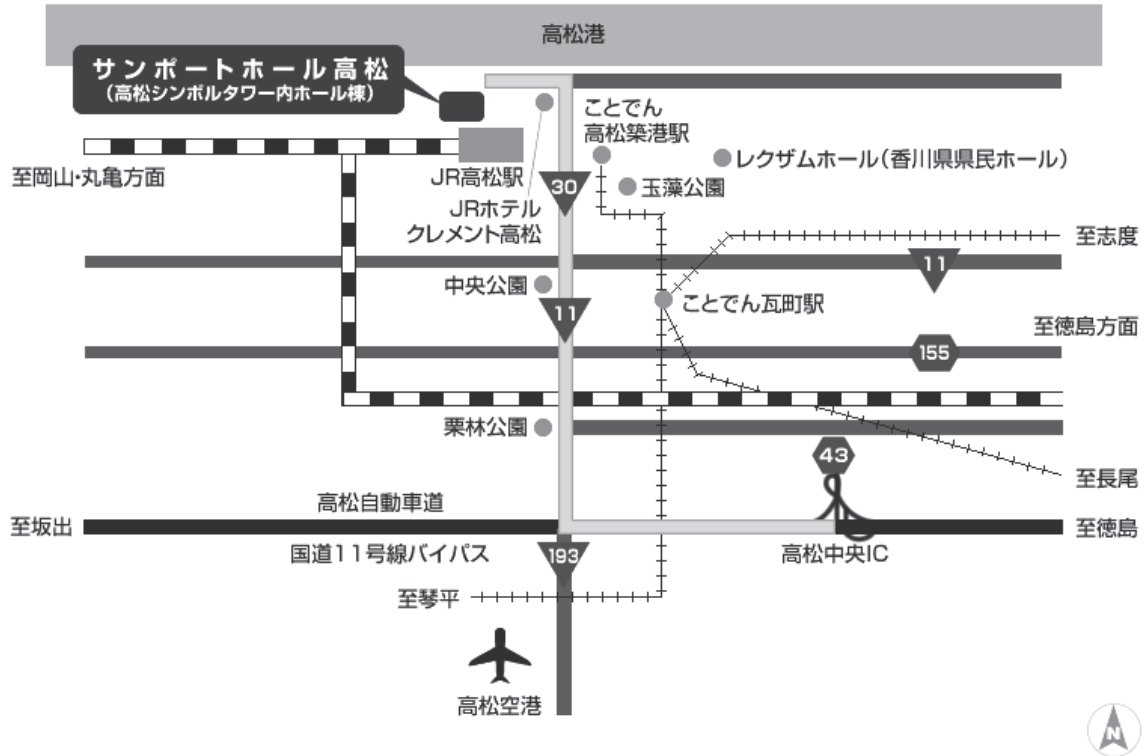 高松港
サンポートホール高松
(高松シンボルタワー内ホール棟)
ことでん
高松築港駅
レクザムホール(香川県県民ホール)
至岡山・丸亀方面
JR高松駅
30
玉藻公園
JRホテル
クレメント高松
至志度
11
中央公園
11
ことでん瓦町駅
至徳島方面
155
栗林公園
43
至長尾
高松自動車道
至坂出
至徳島
国道11号線バイパス
193
高松中央IC
至琴平
高松空港
N